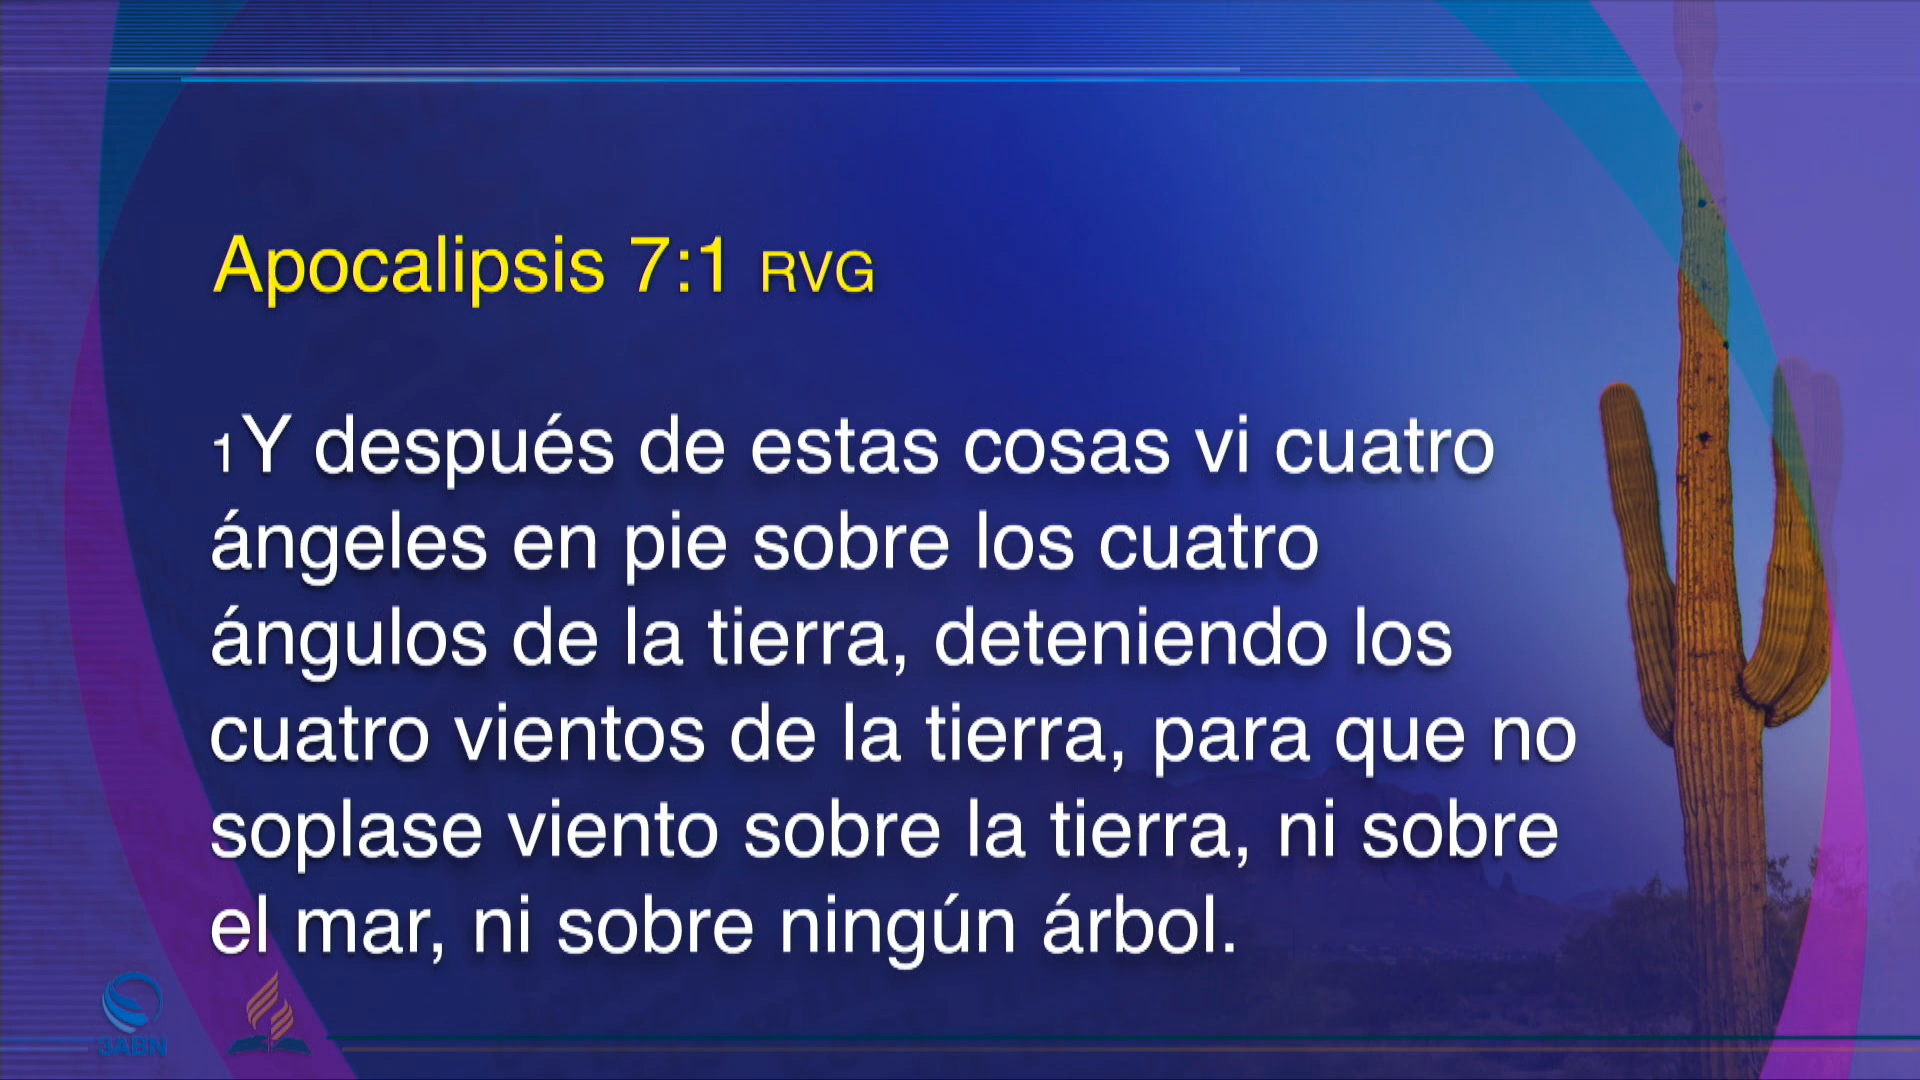 Apocalipsis 7:1 RVG
1Y después de estas cosas vi cuatro
ángeles en pie sobre los cuatro
ángulos de la tierra, deteniendo los
cuatro vientos de la tierra, para que no
soplase viento sobre la tierra, ni sobre
el mar, ni sobre ningún árbol.
3ABN